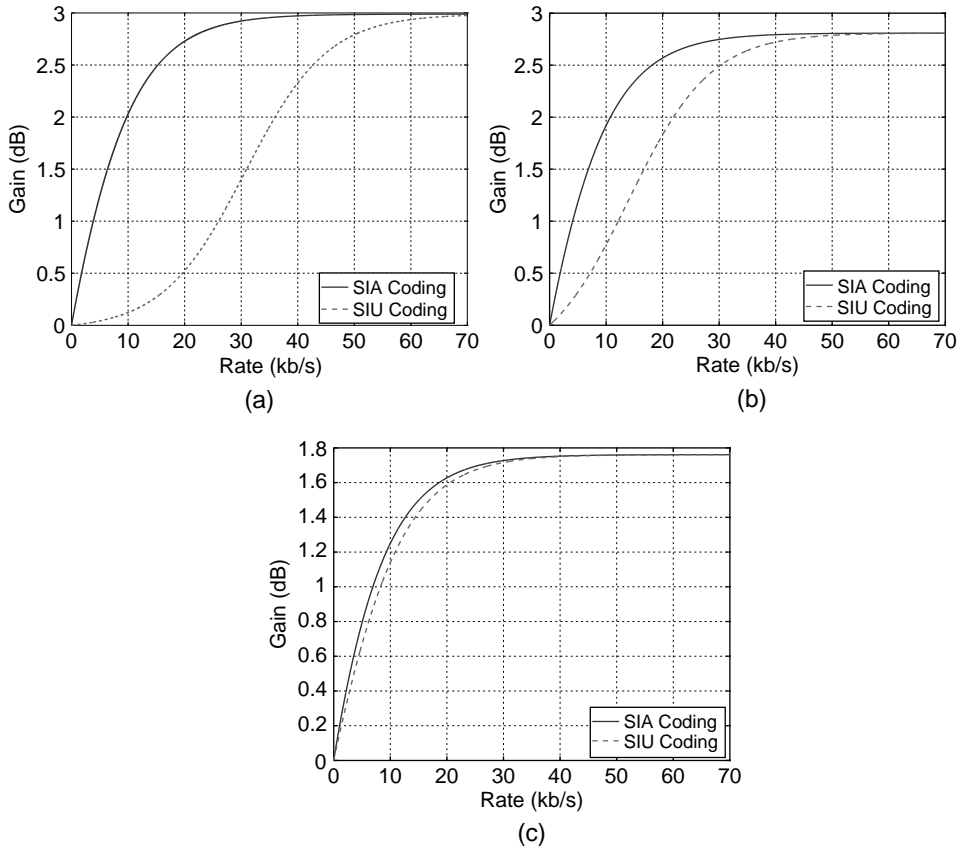 3
2.5
2
1.5
1
0.5
0
Gain (dB)
SIA Coding
SIU Coding
0 10 20 30 40 50 60 70
Rate (kb/s)
(a)
3
2.5
2
1.5
1
0.5
0
Gain (dB)
SIA Coding
SIU Coding
0 10 20 30 40 50 60 70
Rate (kb/s)
(b)
1.8
1.6
1.4
1.2
1
0.8
0.6
0.4
0.2
0
Gain (dB)
SIA Coding
SIU Coding
0 10 20 30 40 50 60 70
Rate (kb/s)
(c)